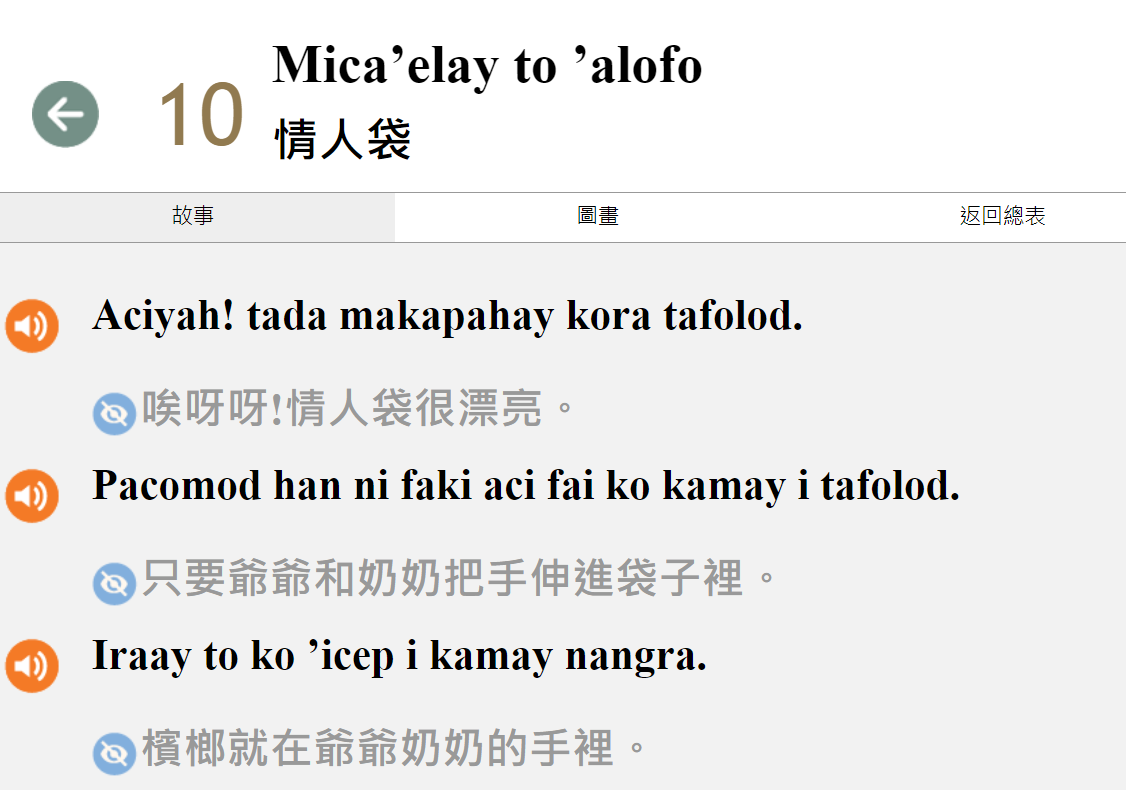 10
Mica’elay to ’alofo
情人袋
故事 圖畫 返回總表
Aciyah! tada makapahay kora tafolod.
唉呀呀!情人袋很漂亮。
Pacomod han ni faki aci fai ko kamay i tafolod.
只要爺爺和奶奶把手伸進袋子裡。
Iraay to ko ’icep i kamay nangra.
檳榔就在爺爺奶奶的手裡。